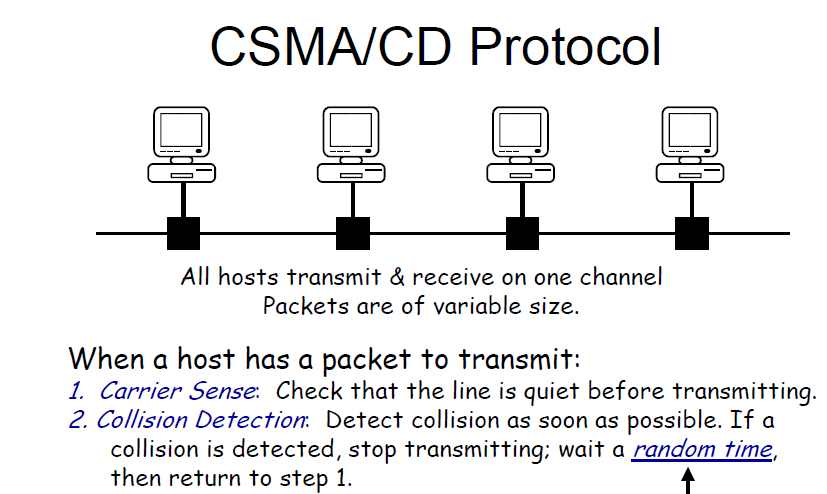 CSMA/CD Protocol
All hosts transmit & receive on one channel
Packets are of variable size.
When a host has a packet to transmit:
1. Carrier Sense: Check that the line is quiet before transmitting.
2. Collision Detection: Detect collision as soon as possible. If a
collision is detected, stop transmitting; wait a random time,
then return to step 1.